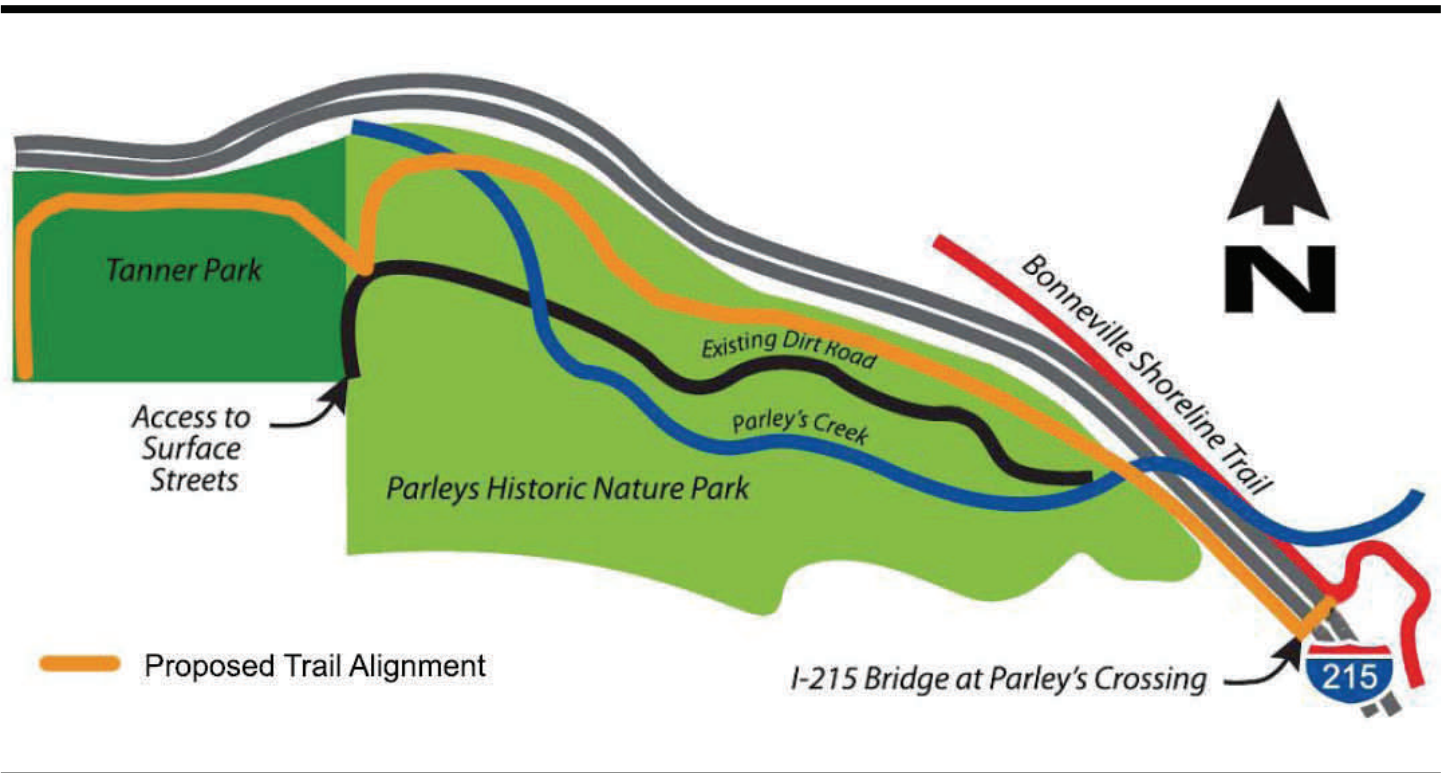 N
Bonneville Shoreline Trail
Tanner Park
Existing Dirt Road
Access to
Surface
Streets
Parley's Creek
Parleys Historic Nature Park
Proposed Trail Alignment
I-215 Bridge at Parley's Crossing
215